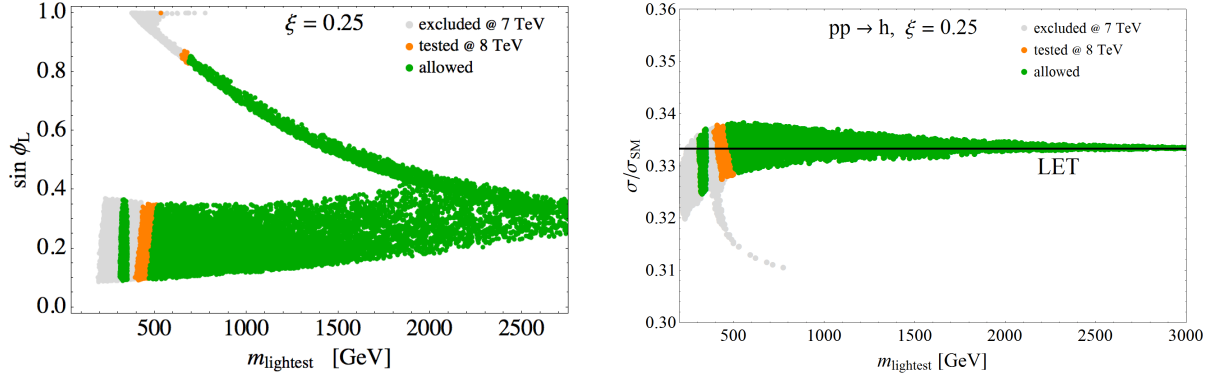 ξ = 0.25
excluded @ 7 TeV
tested @ 8 TeV
allowed
sin ϕL
1.0
0.8
0.6
0.4
0.2
0.0
500 1000 1500 2000 2500
mlightest [GeV]
pp → h, ξ = 0.25
excluded @ 7 TeV
tested @ 8 TeV
allowed
σ/σSM
0.36
0.35
0.34
0.33
0.32
0.31
0.30
LET
500 1000 1500 2000 2500 3000
mlightest [GeV]